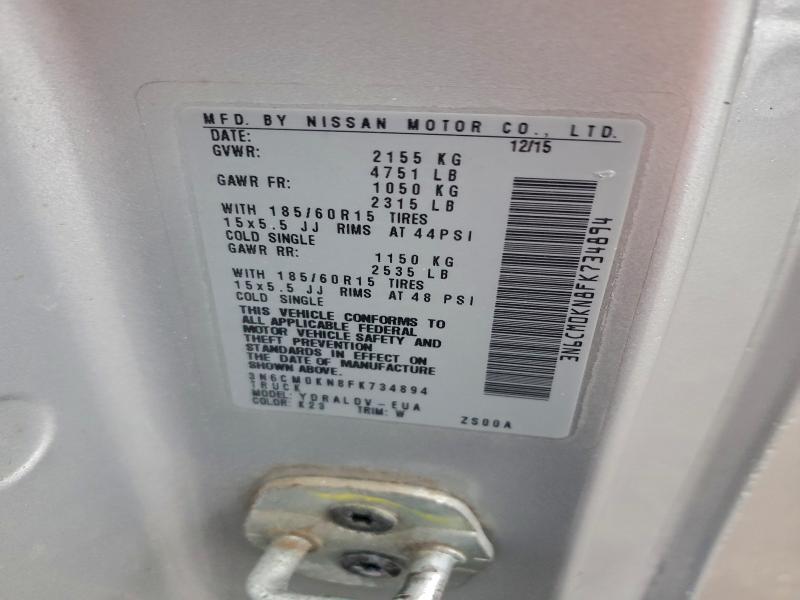 MFD. BY NISSAN MOTOR CO., LTD.
DATE: 12/15
GVWR: 2155 KG
4751 LB
GAWR FR: 1050 KG
2315 LB
WITH 185/60R15 TIRES
15x5.5 JJ RIMS AT 44PSI
COLD SINGLE
GAWR RR: 1150 KG
2535 LB
WITH 185/60R15 TIRES
15x5.5 JJ RIMS AT 48 PSI
COLD SINGLE
THIS VEHICLE CONFORMS TO
ALL APPLICABLE FEDERAL
MOTOR VEHICLE SAFETY AND
THEFT PREVENTION
STANDARDS IN EFFECT ON
THE DATE OF MANUFACTURE
SHOWN ABOVE.
3N6CM0KN8FK734894
TRUCK
MODEL: YDRALDV-EUA
COLOR: K23 TRIM: W
ZS00A
3N6CM0KN8FK734894